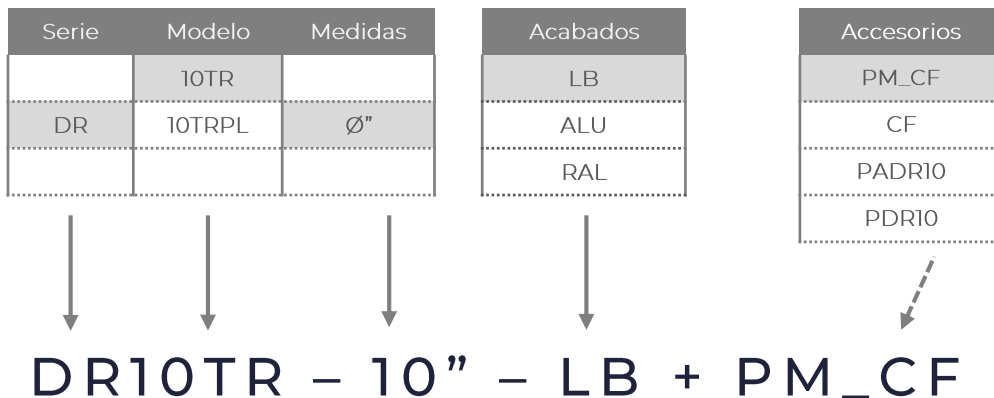 Serie Modelo Medidas Acabados Accesorios
10TR LB PM_CF
DR 10TRPL Ø” ALU CF
RAL PADR10
PDR10
DR10TR – 10” – LB + PM_CF